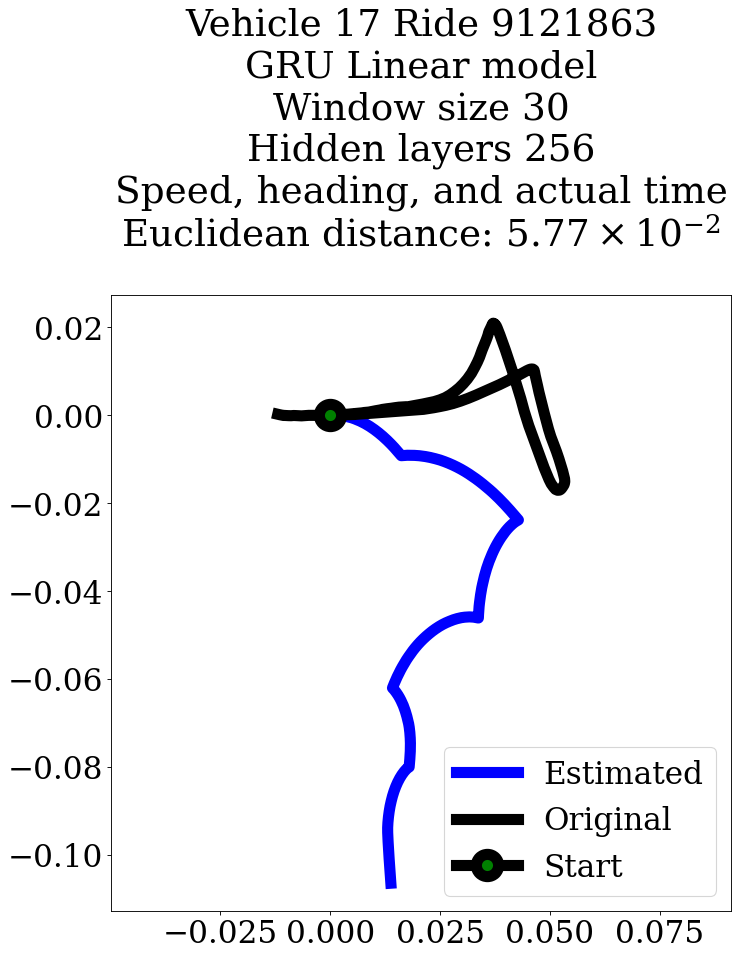 Vehicle 17 Ride 9121863
GRU Linear model
Window size 30
Hidden layers 256
Speed, heading, and actual time
Euclidean distance: 5.77 × 10⁻²
0.02
0.00
−0.02
−0.04
−0.06
−0.08
−0.10
Estimated
Original
Start
−0.025 0.000 0.025 0.050 0.075